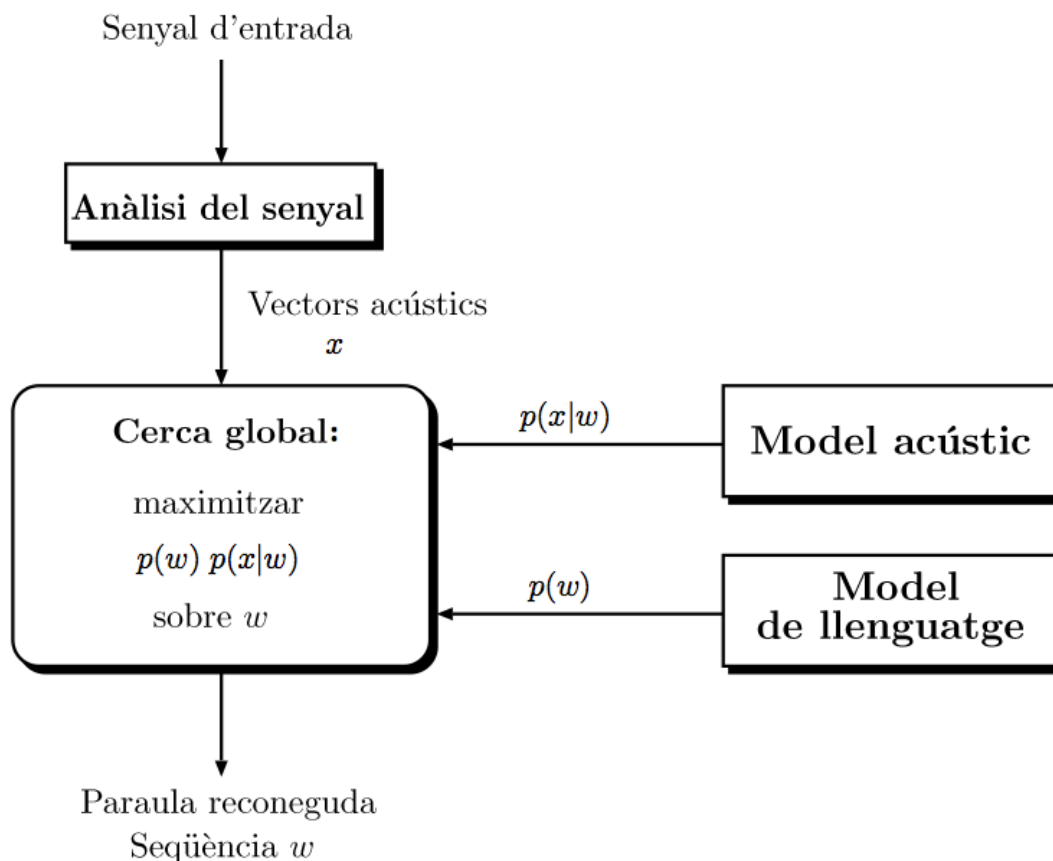 Senyal d'entrada
Anàlisi del senyal
Vectors acústics
x
Cerca global:
maximitzar
p(w) p(x|w)
sobre w
p(x|w)
Model acústic
p(w)
Model
de llenguatge
Paraula reconeguda
Seqüència w